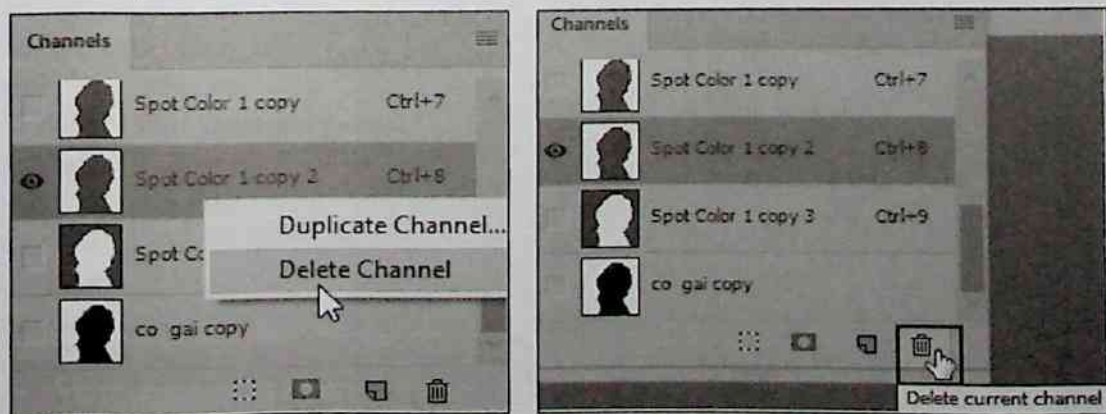 Channels
Spot Color 1 copy Ctrl+7
Spot Color 1 copy 2 Ctrl+8
Duplicate Channel...
Spot Co
Delete Channel
co gai copy
Channels
Spot Color 1 copy Ctrl+7
Spot Color 1 copy 2 Ctrl+8
Spot Color 1 copy 3 Ctrl+9
co gai copy
Delete current channel